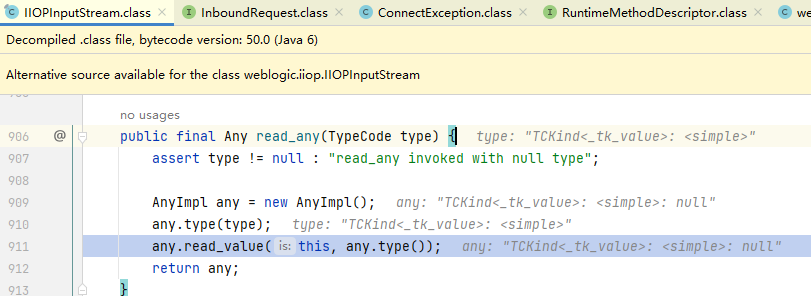 IIOPInputStream.class InboundRequest.class ConnectException.class RuntimeMethodDescriptor.class we
Decompiled .class file, bytecode version: 50.0 (Java 6)
Alternative source available for the class weblogic.iiop.IIOPInputStream
no usages
906 @ public final Any read_any(TypeCode type) { type: "TCKind<_tk_value>: <simple>"
907 assert type != null : "read_any invoked with null type";
908
909 AnyImpl any = new AnyImpl(); any: "TCKind<_tk_value>: <simple>: null"
910 any.type(type); type: "TCKind<_tk_value>: <simple>"
911 any.read_value( is: this, any.type()); any: "TCKind<_tk_value>: <simple>: null"
912 return any;
913 }